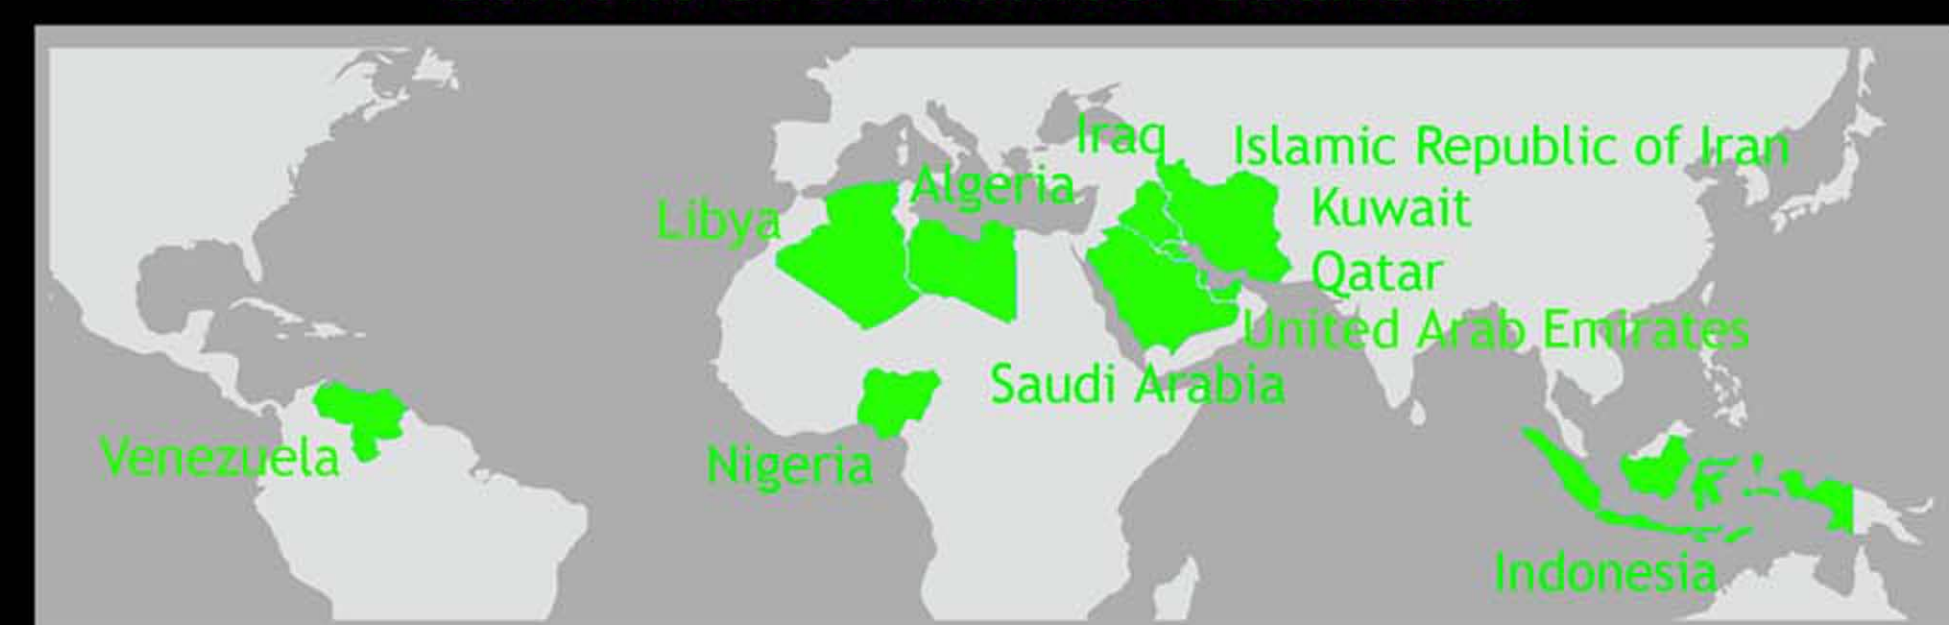 Iraq
Islamic Republic of Iran
Algeria
Kuwait
Libya
Qatar
United Arab Emirates
Saudi Arabia
Venezuela
Nigeria
Indonesia